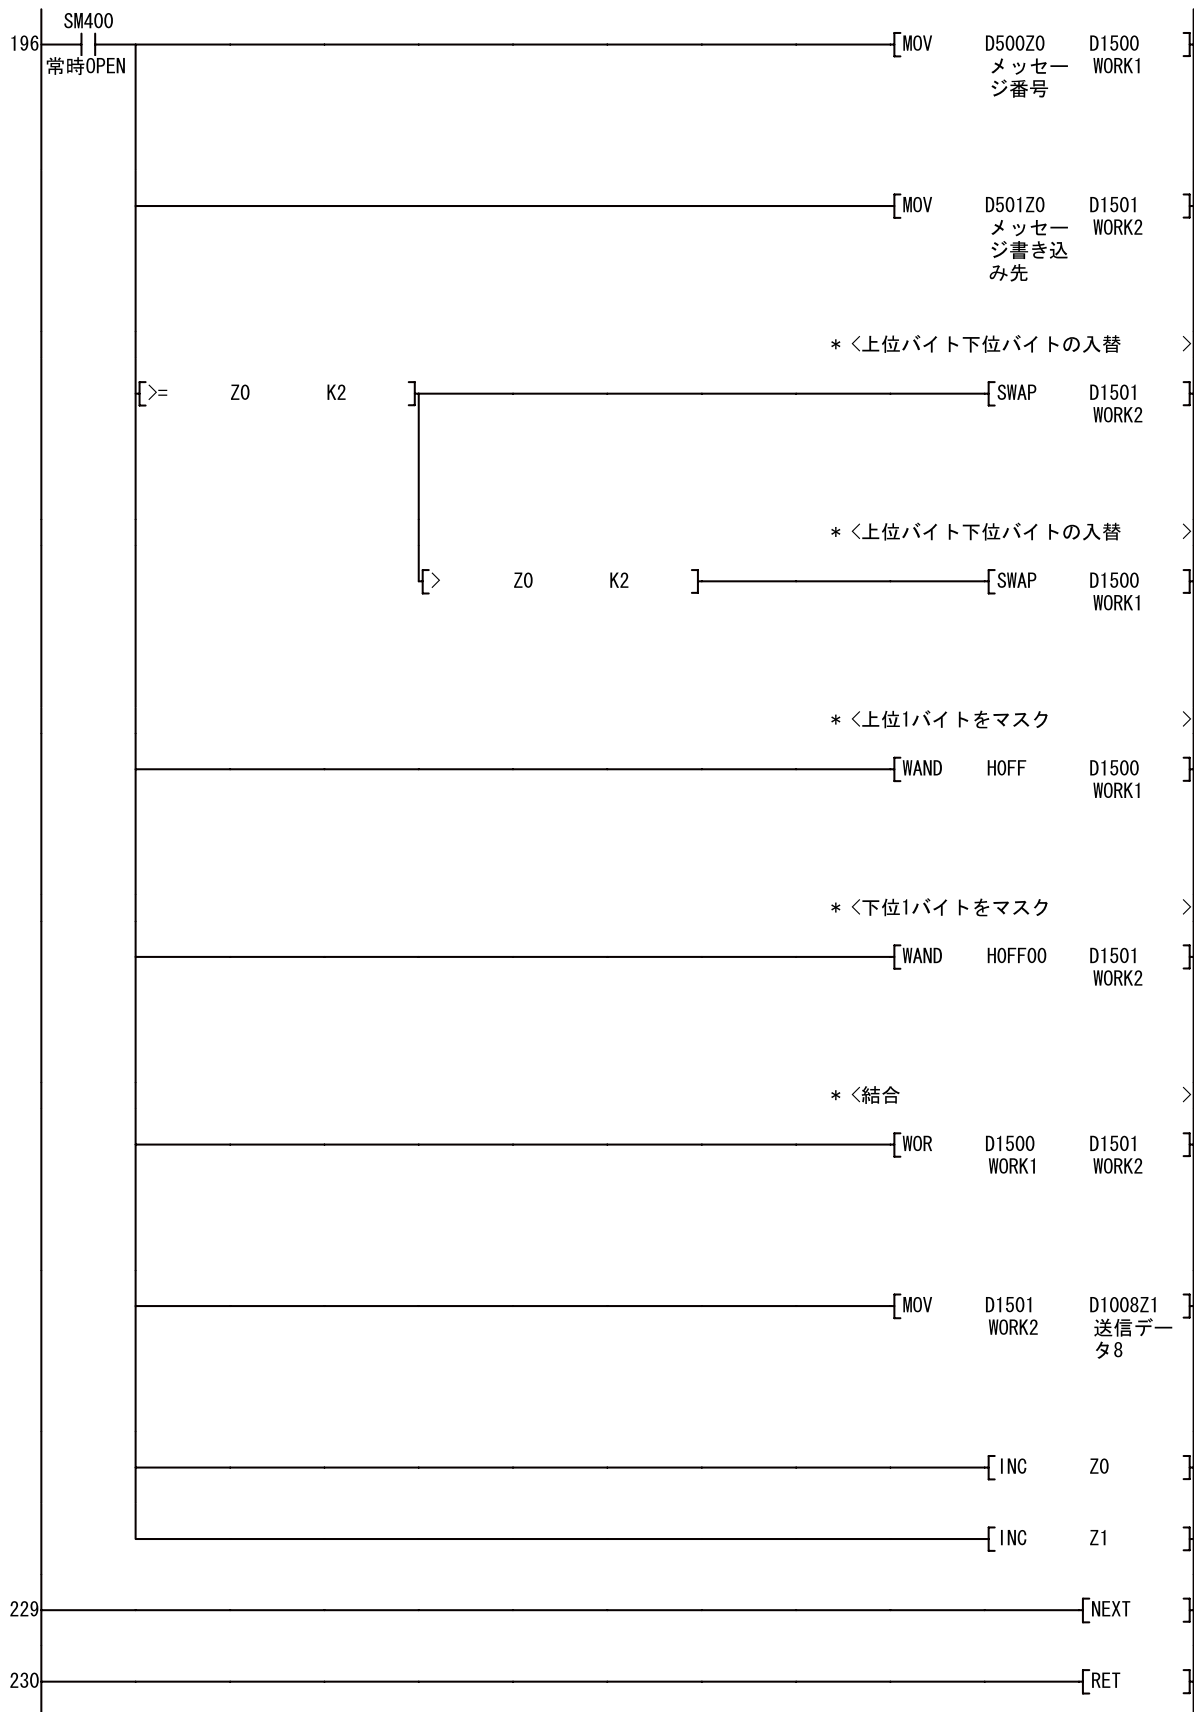 SM400
196 [MOV D500Z0 D1500 ]
常時OPEN メッセー WORK1
ジ番号
[MOV D501Z0 D1501 ]
メッセー WORK2
ジ書き込
み先
* <上位バイト下位バイトの入替 >
[>= Z0 K2 ] [SWAP D1501 ]
WORK2
* <上位バイト下位バイトの入替 >
[> Z0 K2 ] [SWAP D1500 ]
WORK1
* <上位1バイトをマスク >
[WAND H0FF D1500 ]
WORK1
* <下位1バイトをマスク >
[WAND H0FF00 D1501 ]
WORK2
* <結合 >
[WOR D1500 D1501 ]
WORK1 WORK2
[MOV D1501 D1008Z1 ]
WORK2 送信デー
タ8
[INC Z0 ]
[INC Z1 ]
229 [NEXT ]
230 [RET ]